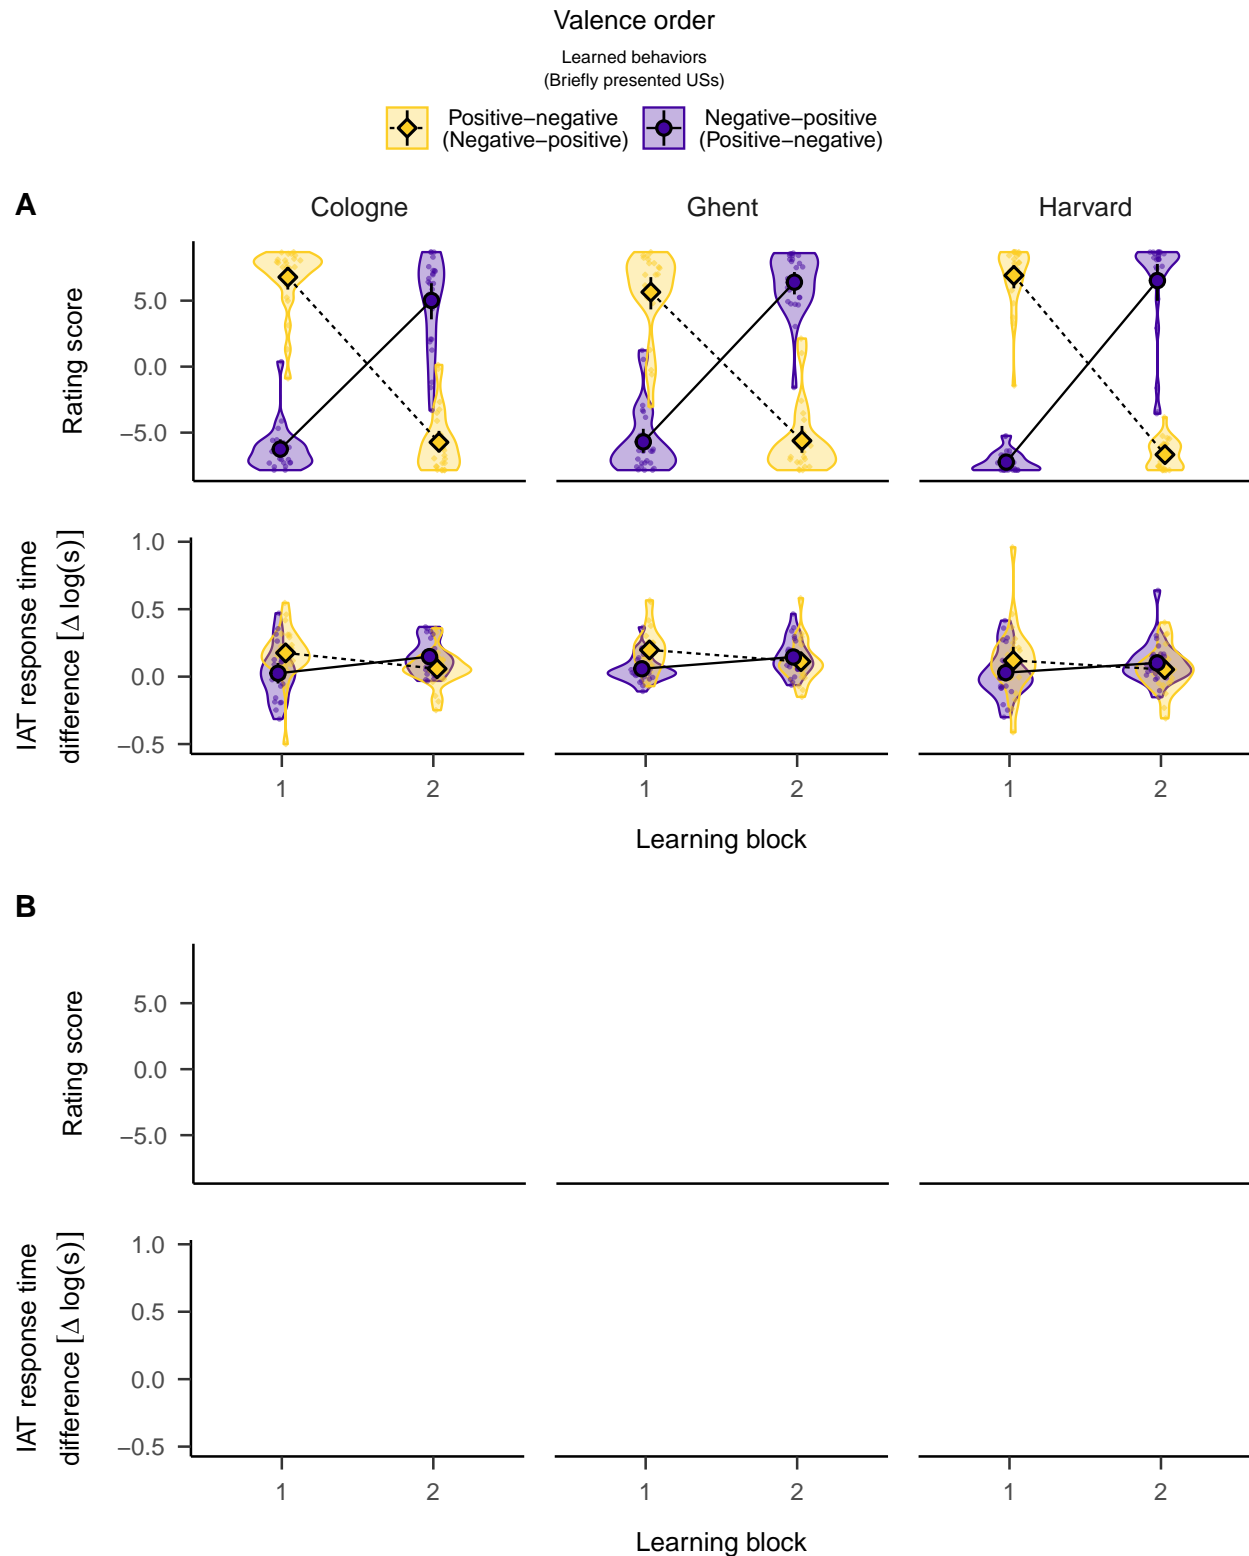 Valence order
Learned behaviors
(Briefly presented USs)
Positive−negative
(Negative−positive)
Negative−positive
(Positive−negative)
A
Cologne
Ghent
Harvard
Rating score
5.0
0.0
−5.0
IAT response time
difference [Δ log(s)]
1.0
0.5
0.0
−0.5
1
2
1
2
1
2
Learning block
B
Rating score
5.0
0.0
−5.0
IAT response time
difference [Δ log(s)]
1.0
0.5
0.0
−0.5
1
2
1
2
1
2
Learning block